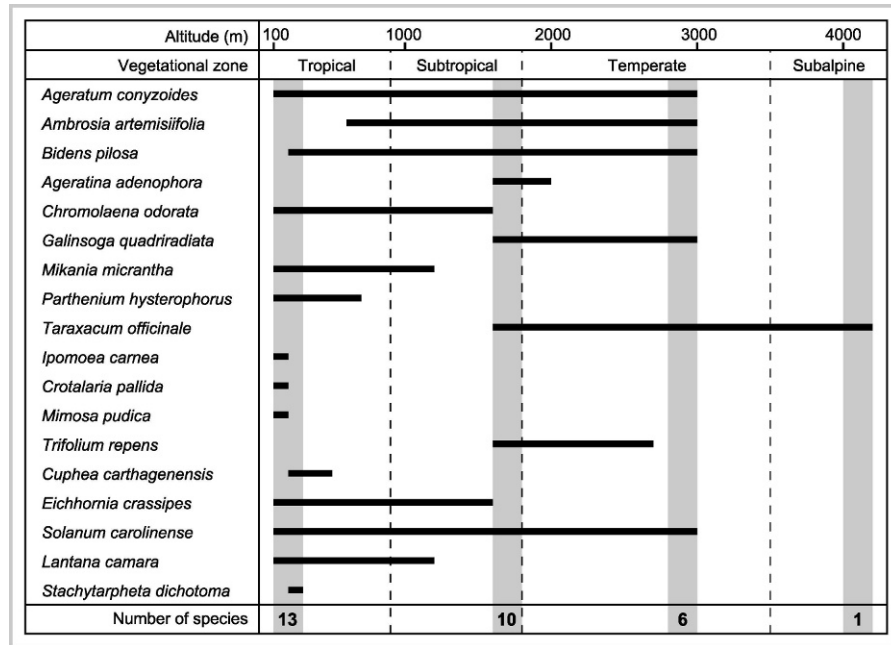 Altitude (m) 100 1000 2000 3000 4000
Vegetational zone Tropical Subtropical Temperate Subalpine
Ageratum conyzoides
Ambrosia artemisiifolia
Bidens pilosa
Ageratina adenophora
Chromolaena odorata
Galinsoga quadriradiata
Mikania micrantha
Parthenium hysterophorus
Taraxacum officinale
Ipomoea carnea
Crotalaria pallida
Mimosa pudica
Trifolium repens
Cuphea carthagenensis
Eichhornia crassipes
Solanum carolinense
Lantana camara
Stachytarpheta dichotoma
Number of species 13 10 6 1